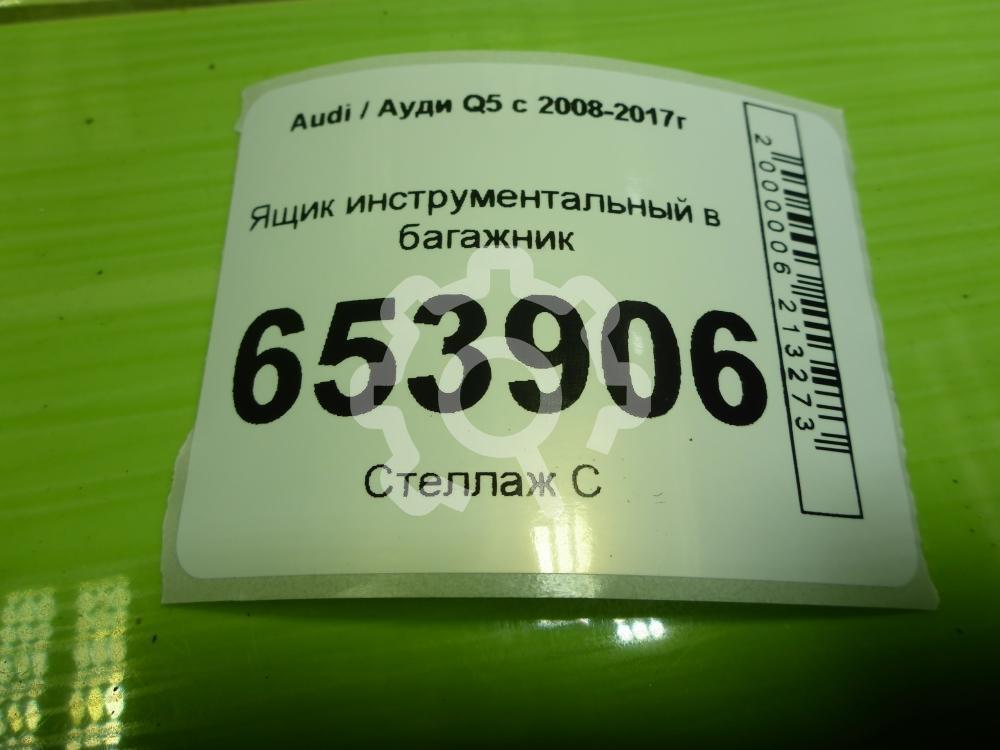 Audi / Ауди Q5 с 2008-2017г
Ящик инструментальный в
багажник
653906
Стеллаж С
2000006213273